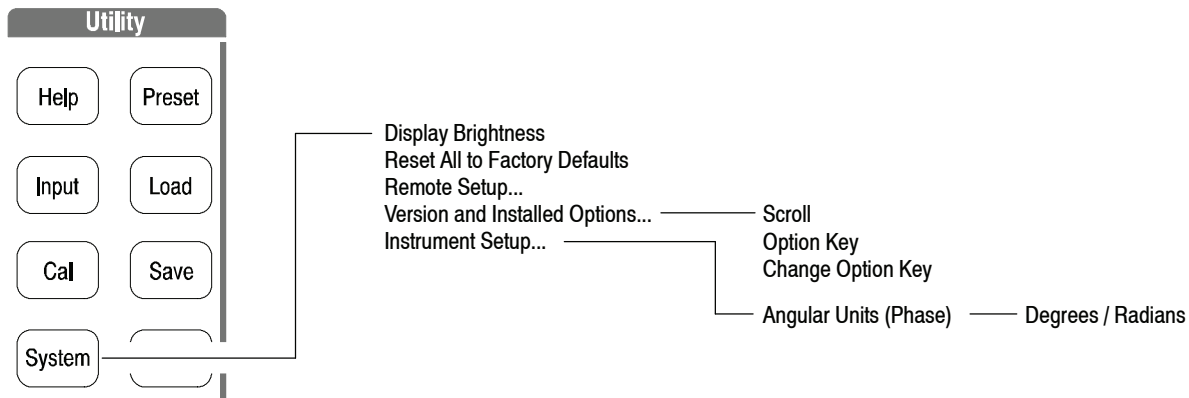 Utility
Help
Preset
Input
Load
Cal
Save
System
Display Brightness
Reset All to Factory Defaults
Remote Setup...
Version and Installed Options...
Instrument Setup...
Scroll
Option Key
Change Option Key
Angular Units (Phase)
Degrees / Radians